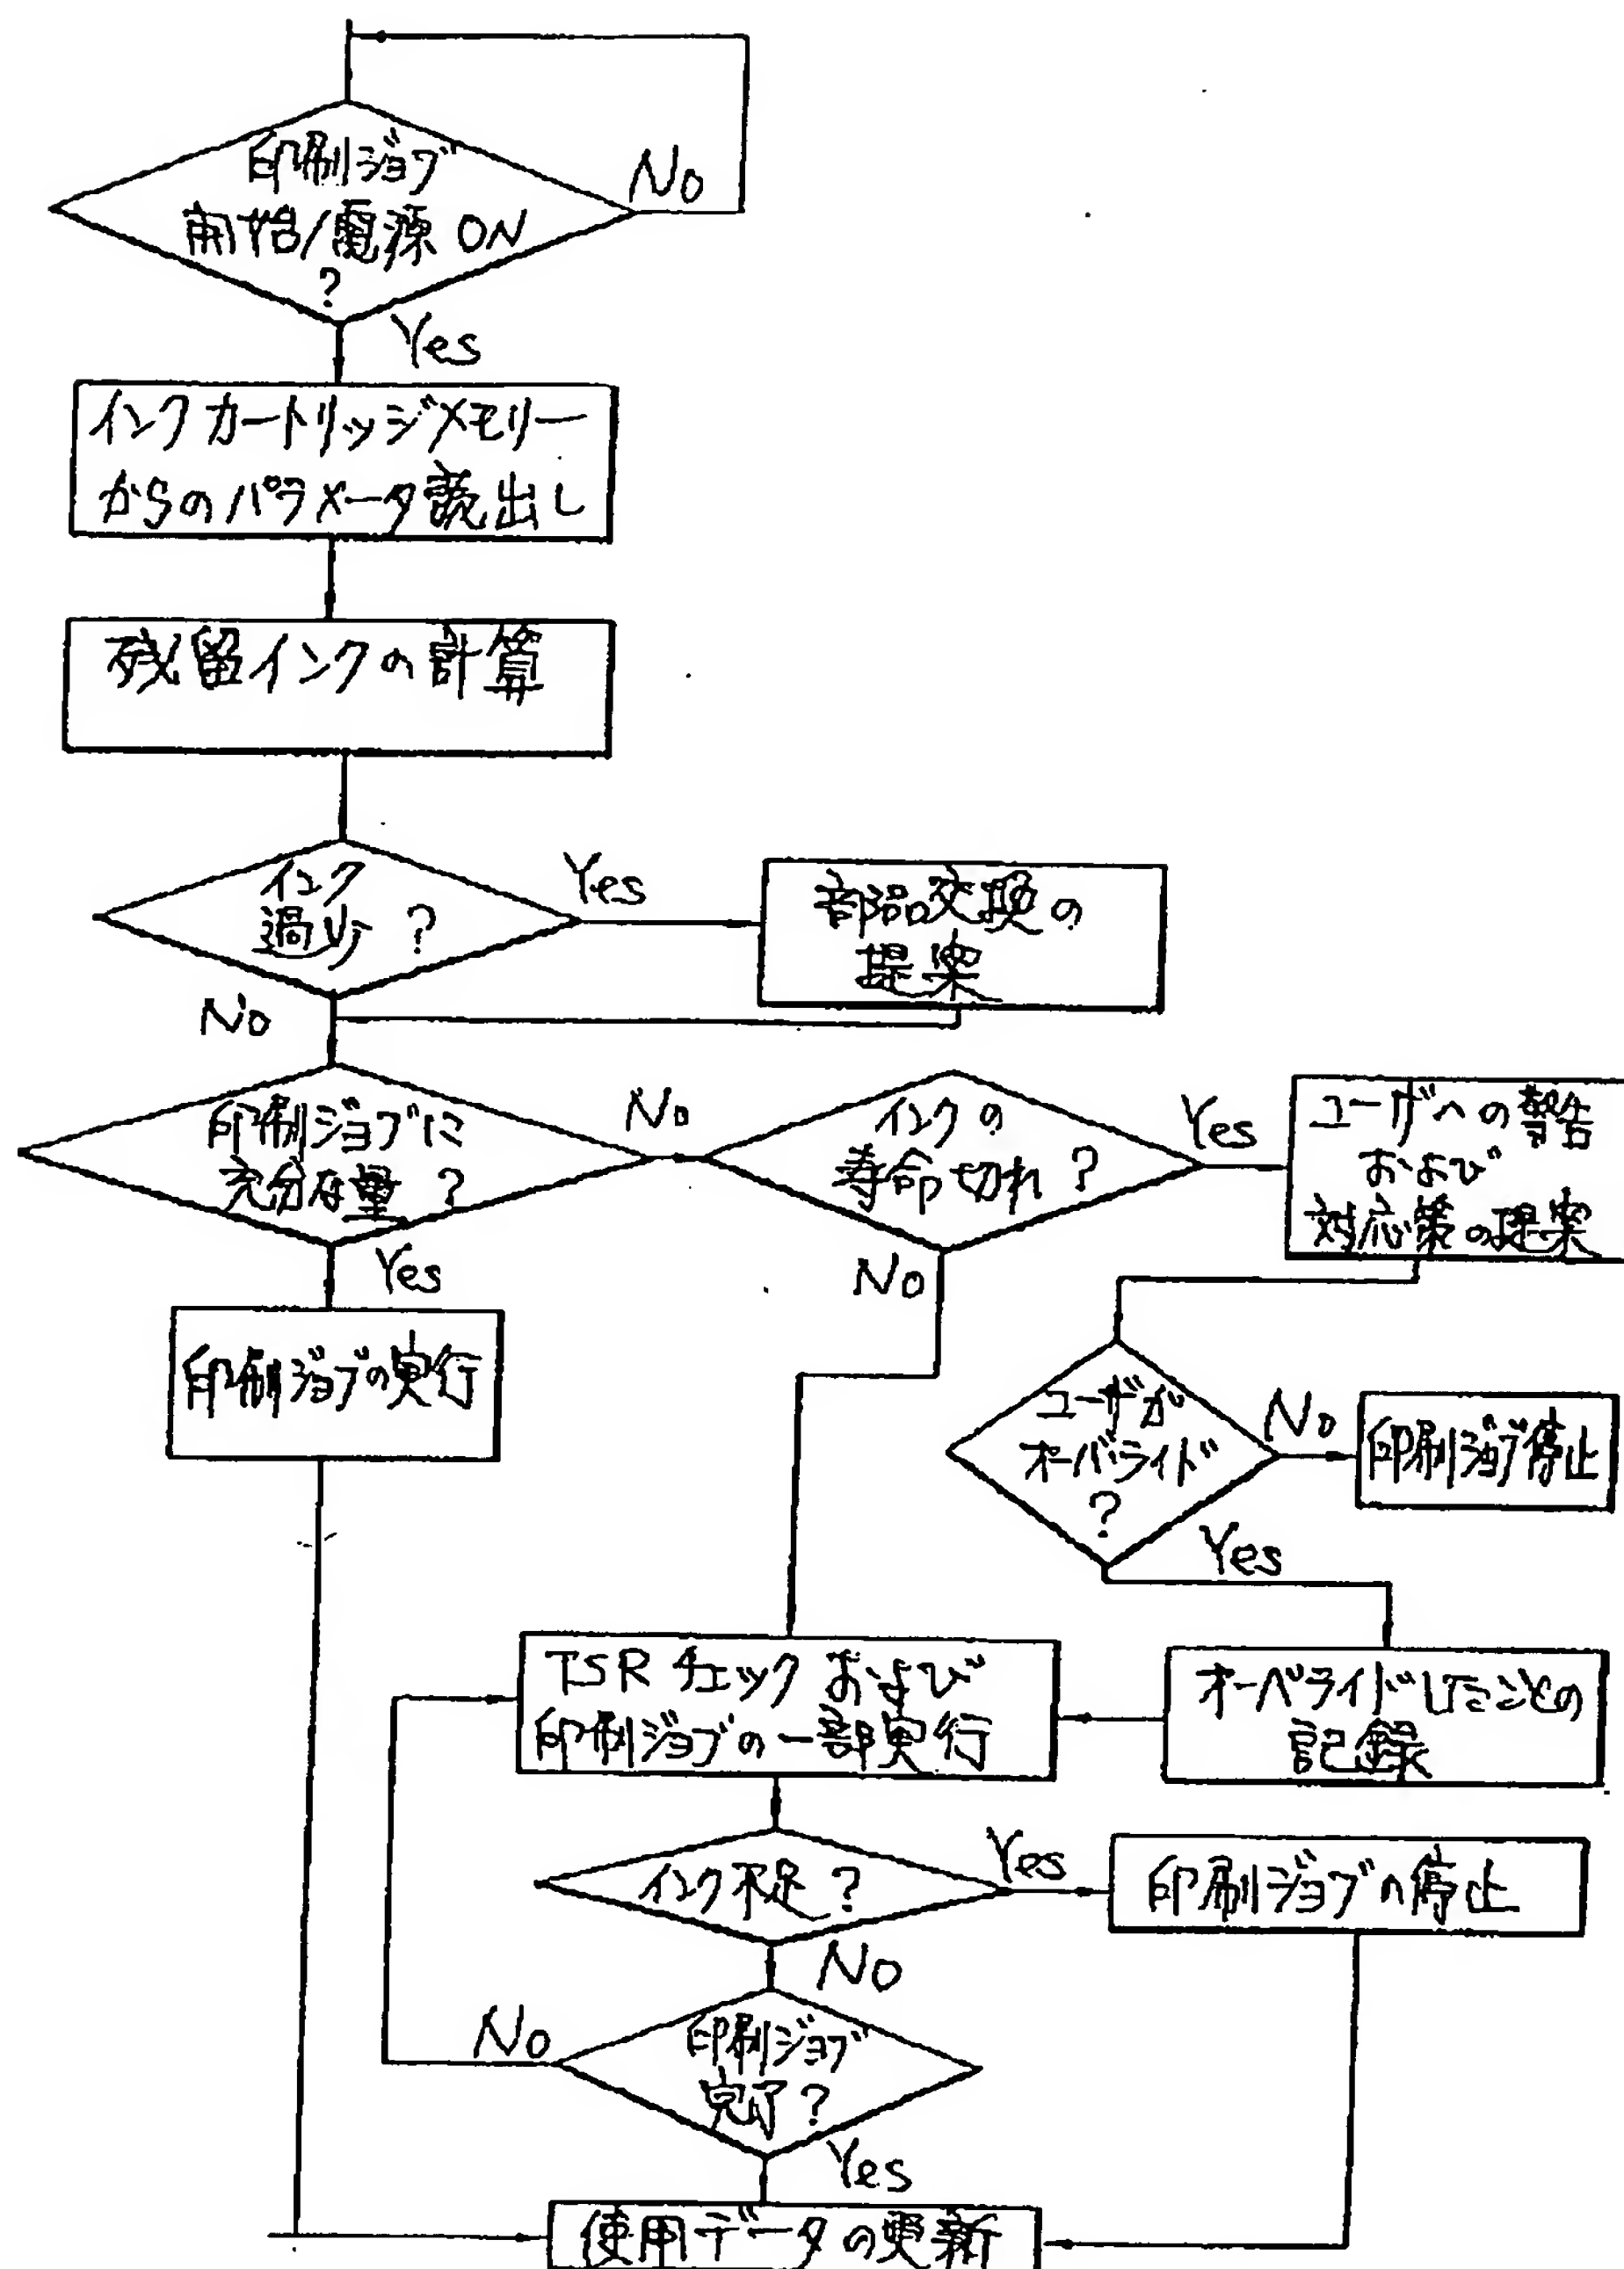 印刷ジョブ
開始/電源 ON
?
No
Yes
インクカートリッジメモリー
からのパラメータ読出し
残留インクの計算
インク
過少 ?
Yes
部品交換の
提案
No
印刷ジョブに
充分な量 ?
No
インクの
寿命切れ ?
Yes
ユーザへの警告
および
対応策の提案
Yes
No
印刷ジョブの実行
ユーザが
オーバライド
?
No
印刷ジョブ停止
Yes
TSR チェック および
印刷ジョブの一部実行
オーバライドしたことの
記録
インク不足 ?
Yes
印刷ジョブの停止
No
No
印刷ジョブ
完了 ?
Yes
使用データの更新